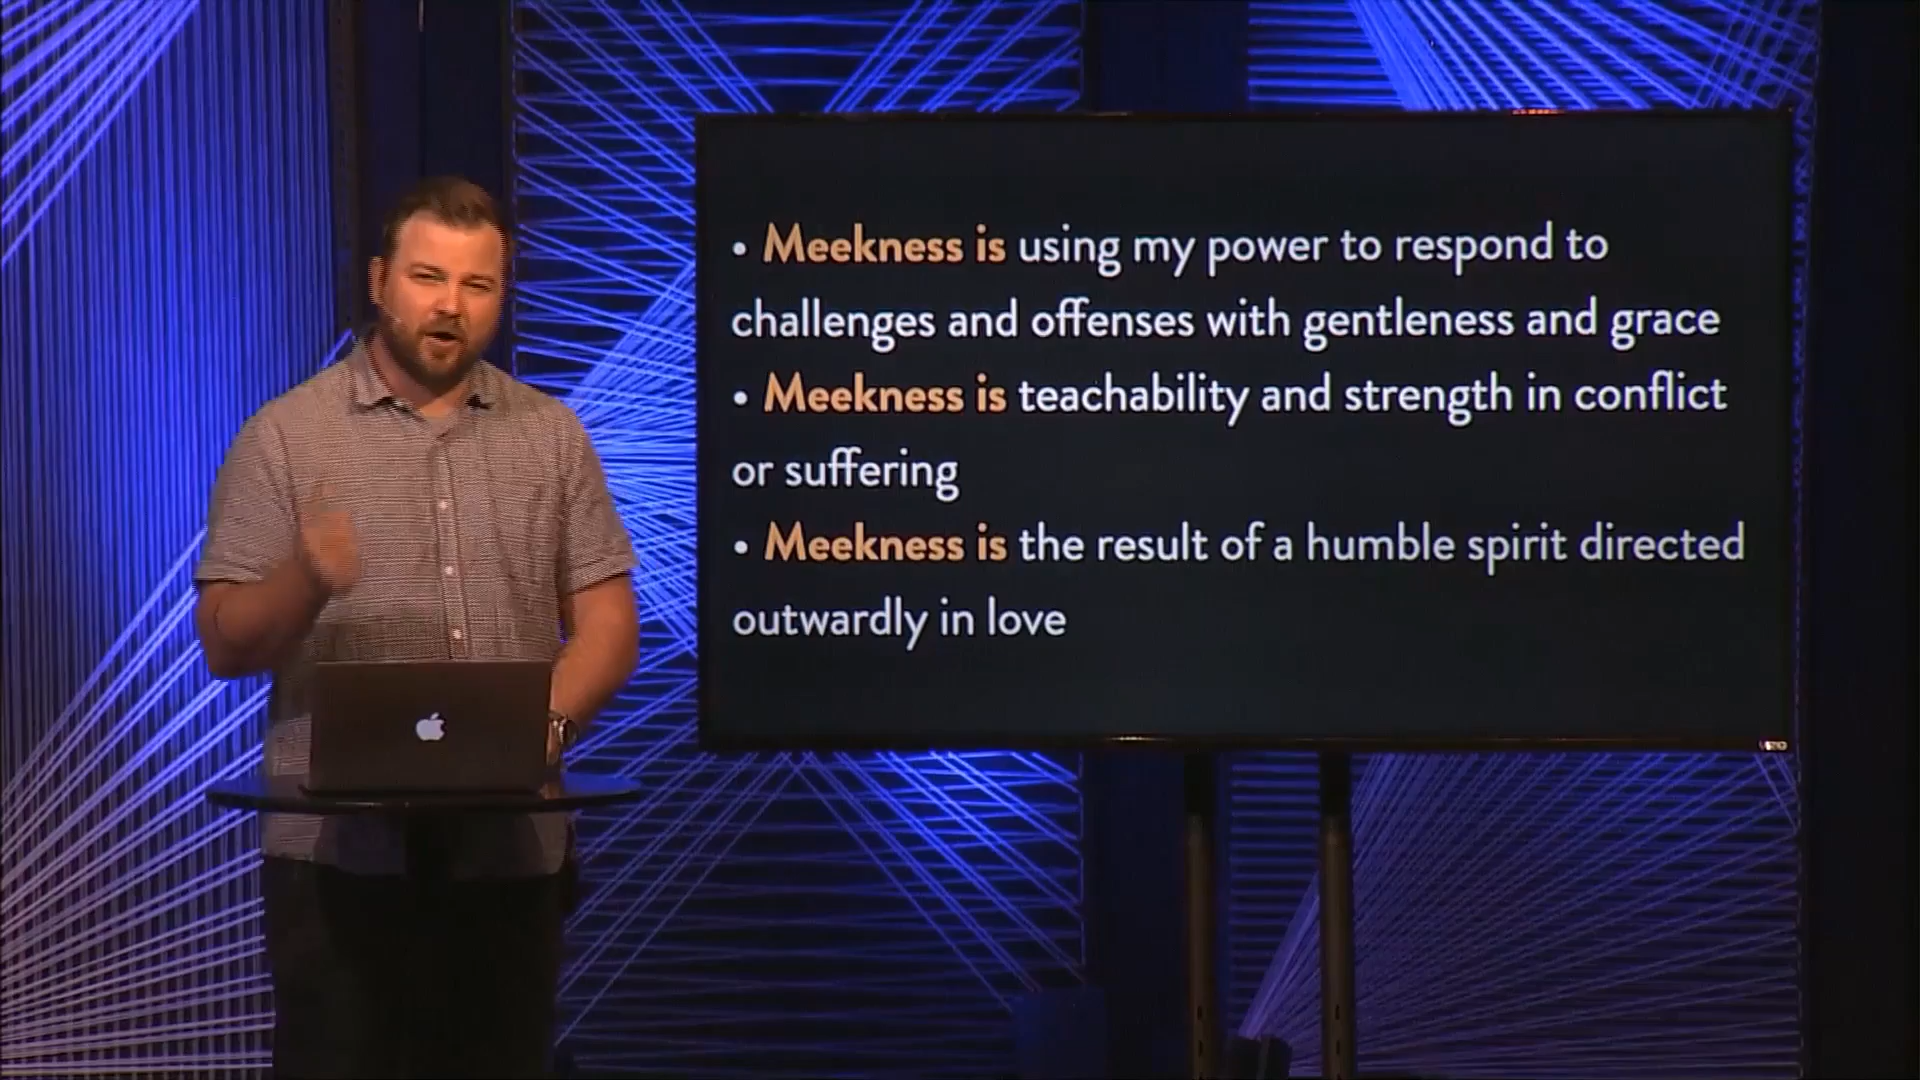 • Meekness is using my power to respond to
challenges and offenses with gentleness and grace
• Meekness is teachability and strength in conflict
or suffering
• Meekness is the result of a humble spirit directed
outwardly in love
VIZIO